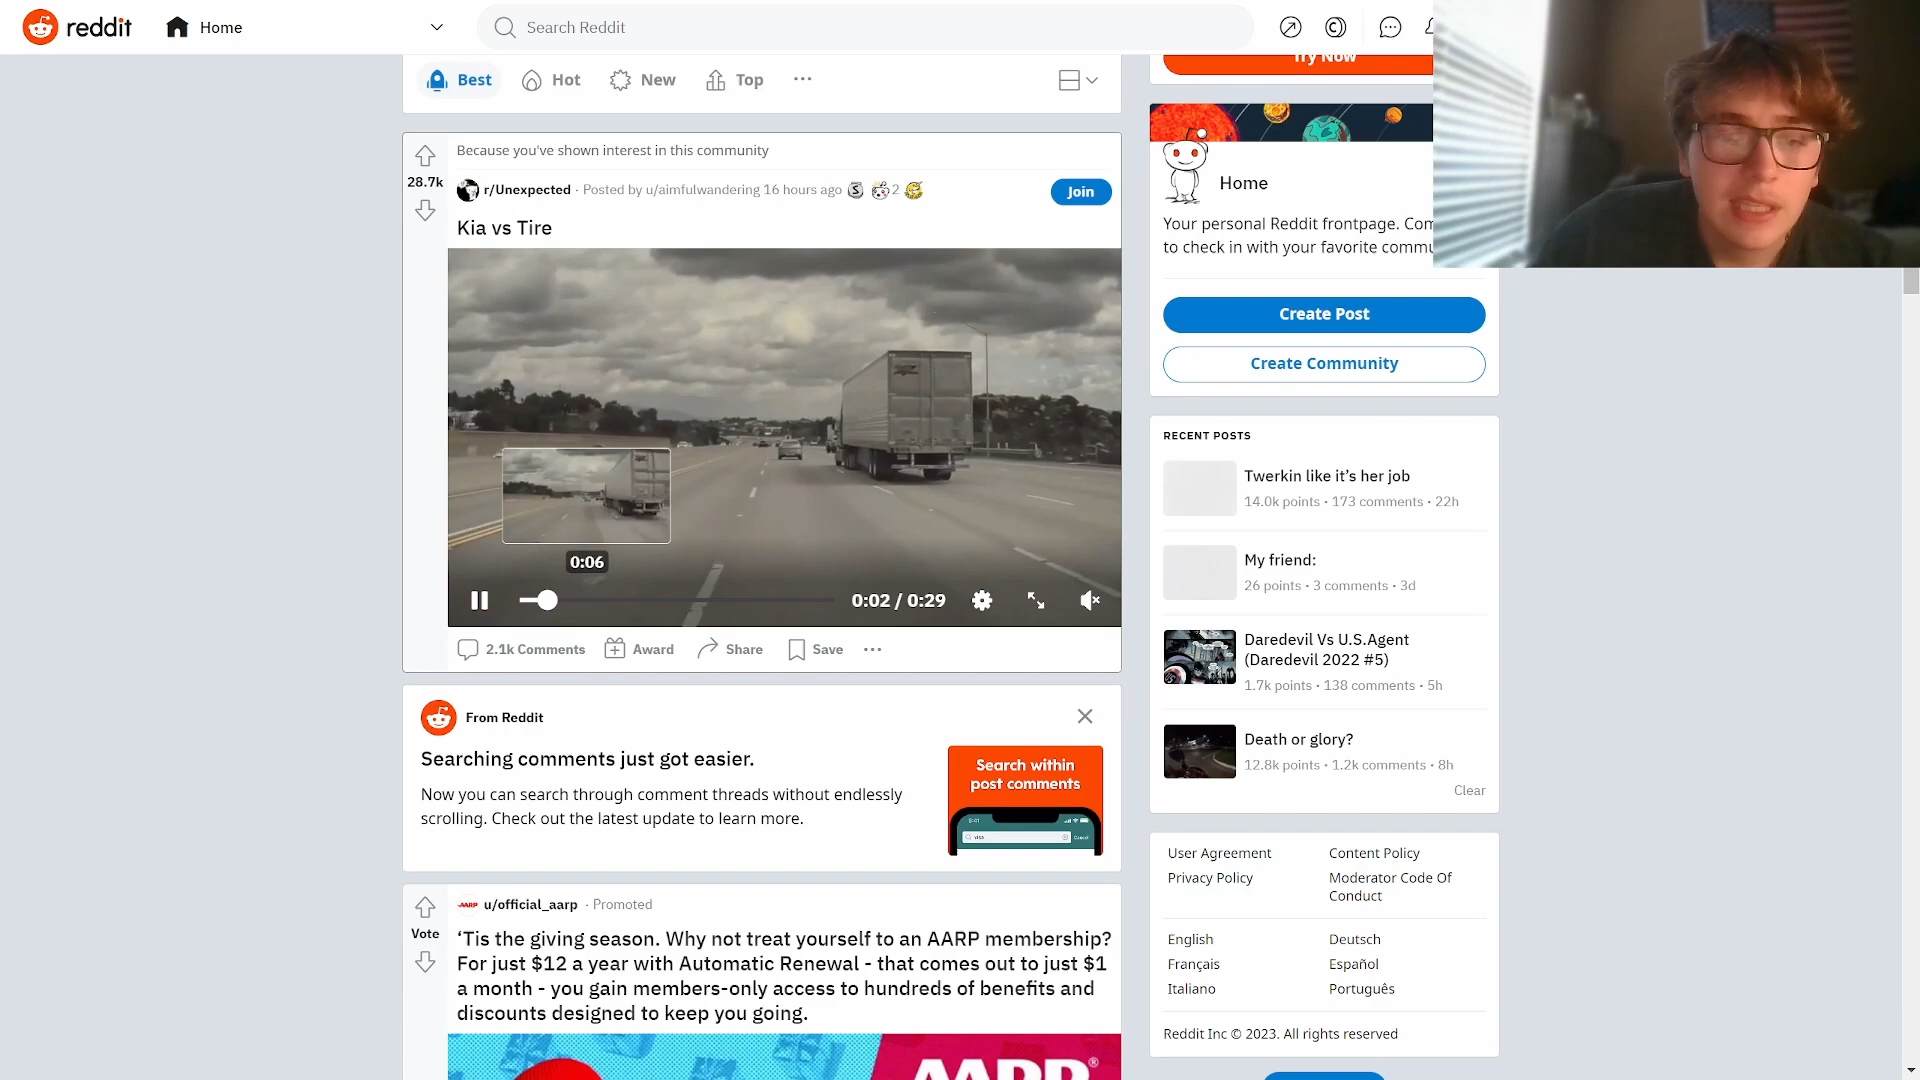 reddit
Home
Search Reddit
Best
Hot
New
Top
Because you've shown interest in this community
28.7k
r/Unexpected · Posted by u/aimfulwandering 16 hours ago
2
Join
Kia vs Tire
0:06
0:02 / 0:29
2.1k Comments
Award
Share
Save
From Reddit
Searching comments just got easier.
Now you can search through comment threads without endlessly
scrolling. Check out the latest update to learn more.
Search within
post comments
Vote
AARP
u/official_aarp · Promoted
‘Tis the giving season. Why not treat yourself to an AARP membership?
For just $12 a year with Automatic Renewal - that comes out to just $1
a month - you gain members-only access to hundreds of benefits and
discounts designed to keep you going.
AARP®
Try Now
Home
Your personal Reddit frontpage.
to check in with your favorite
Create Post
Create Community
RECENT POSTS
Twerkin like it’s her job
14.0k points • 173 comments • 22h
My friend:
26 points • 3 comments • 3d
Daredevil Vs U.S.Agent
(Daredevil 2022 #5)
1.7k points • 138 comments • 5h
Death or glory?
12.8k points • 1.2k comments • 8h
Clear
User Agreement
Content Policy
Privacy Policy
Moderator Code Of
Conduct
English
Deutsch
Français
Español
Italiano
Português
Reddit Inc © 2023. All rights reserved